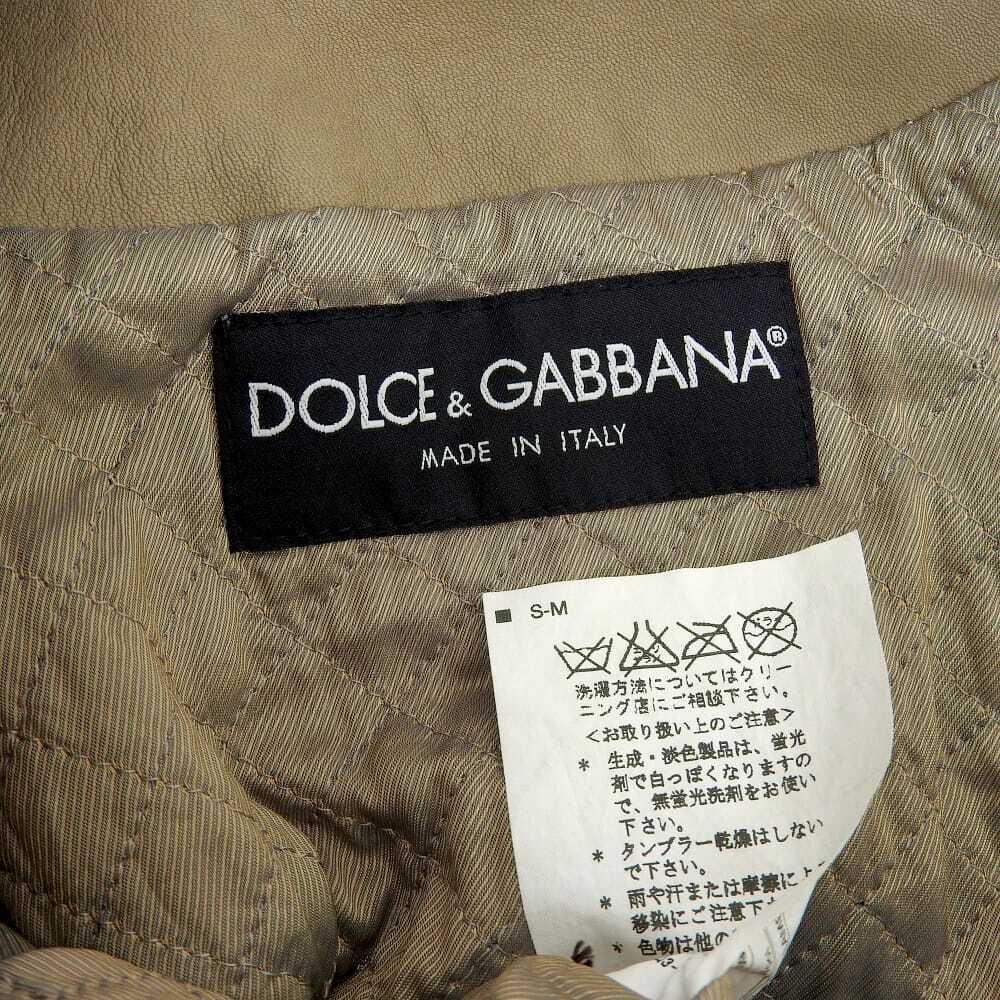 DOLCE & GABBANA®
MADE IN ITALY
S-M
洗濯方法についてはクリー
ニング店にご相談下さい。
<お取り扱い上のご注意>
* 生成・淡色製品は、蛍光
剤で白っぽくなりますの
で、無蛍光洗剤をお使い
下さい。
* タンブラー乾燥はしない
で下さい。
* 雨や汗または摩擦によ
移染にご注意下
* 色物は他の